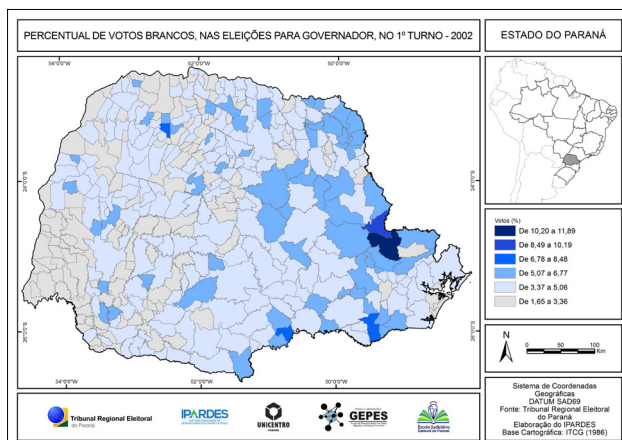 PERCENTUAL DE VOTOS BRANCOS, NAS ELEIÇÕES PARA GOVERNADOR, NO 1º TURNO - 2002
ESTADO DO PARANÁ
54°0'0"W
52°0'0"W
50°0'0"W
24°0'0"S
24°0'0"S
26°0'0"S
26°0'0"S
54°0'0"W
52°0'0"W
50°0'0"W
Votos (%)
De 10,20 a 11,89
De 8,49 a 10,19
De 6,78 a 8,48
De 5,07 a 6,77
De 3,37 a 5,06
De 1,65 a 3,36
N
0
50
100
Km
Sistema de Coordenadas
Geográficas
DATUM SAD69
Fonte: Tribunal Regional Eleitoral
do Paraná
Elaboração do IPARDES
Base Cartográfica: ITCG (1986)
Tribunal Regional Eleitoral
do Paraná
IPARDES
UNICENTRO
GEPES
Escola Judiciária
Eleitoral do Paraná